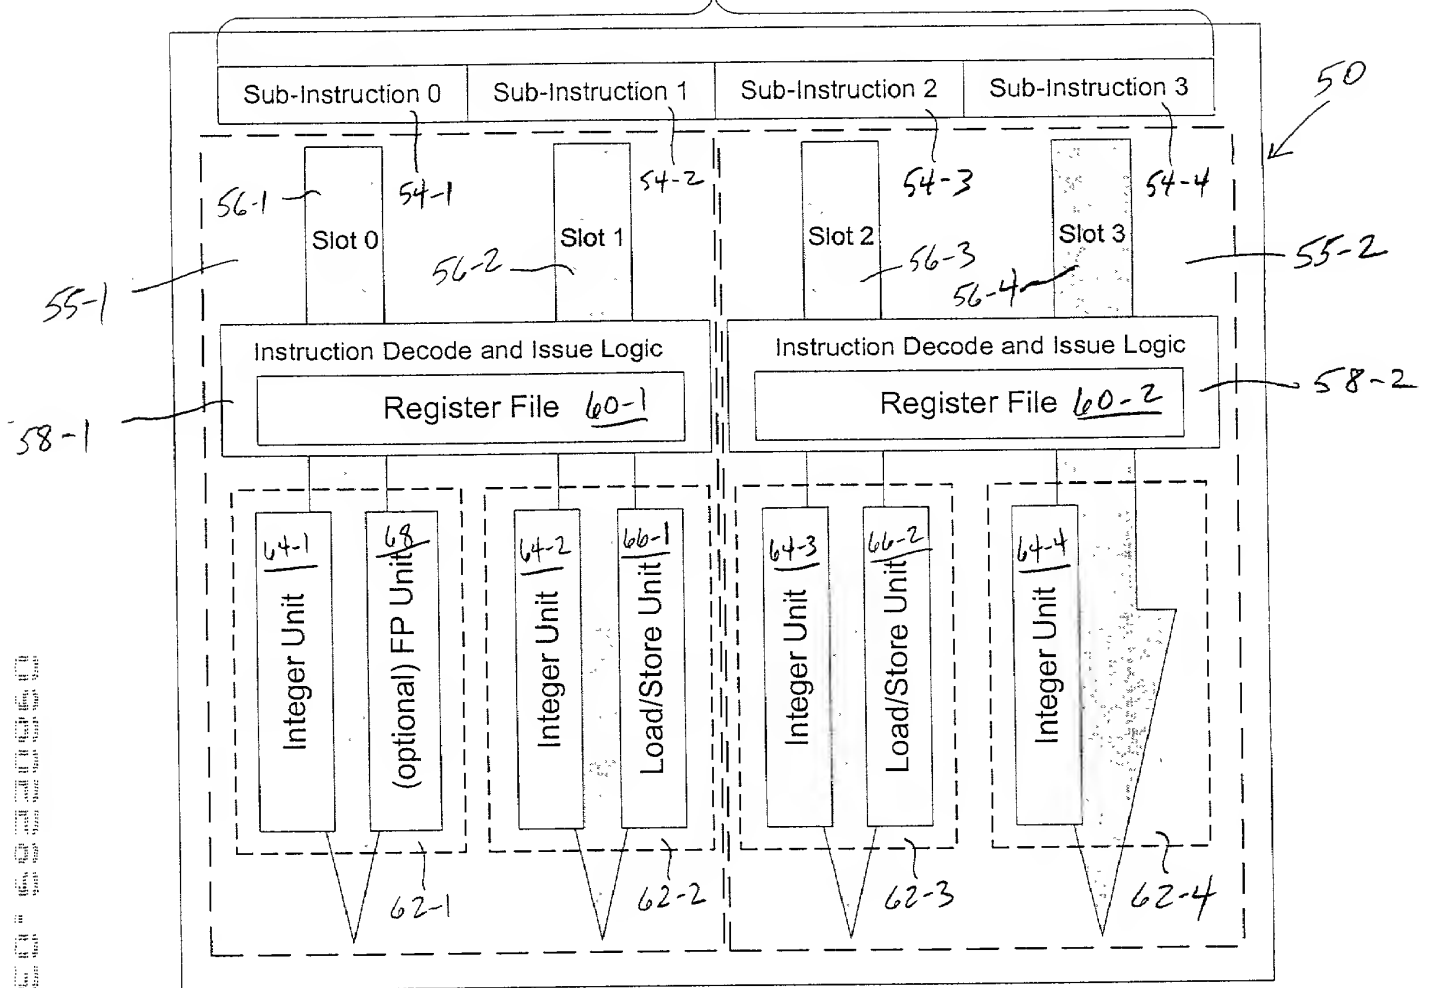 Sub-Instruction 0 Sub-Instruction 1 Sub-Instruction 2 Sub-Instruction 3
50
54-1 54-2 54-3 54-4
56-1
Slot 0 Slot 1 Slot 2 Slot 3
56-2 56-3 56-4
55-1 55-2
Instruction Decode and Issue Logic Instruction Decode and Issue Logic
Register File 60-1 Register File 60-2
58-1 58-2
64-1 68 64-2 66-1 64-3 66-2 64-4
Integer Unit
(optional) FP Unit
Integer Unit
Load/Store Unit
Integer Unit
Load/Store Unit
Integer Unit
62-1 62-2 62-3 62-4